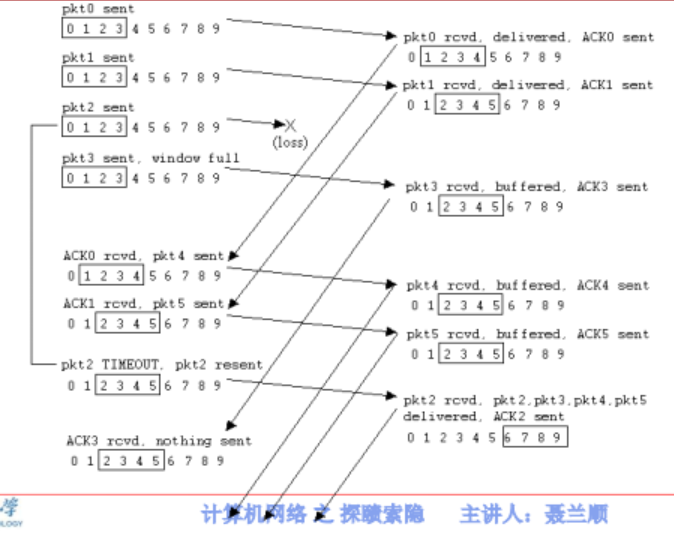 pkt0 sent
0 1 2 3 4 5 6 7 8 9
pkt1 sent
0 1 2 3 4 5 6 7 8 9
pkt2 sent
0 1 2 3 4 5 6 7 8 9
(loss)
pkt3 sent, window full
0 1 2 3 4 5 6 7 8 9
ACK0 rcvd, pkt4 sent
0 1 2 3 4 5 6 7 8 9
ACK1 rcvd, pkt5 sent
0 1 2 3 4 5 6 7 8 9
pkt2 TIMEOUT, pkt2 resent
0 1 2 3 4 5 6 7 8 9
ACK3 rcvd, nothing sent
0 1 2 3 4 5 6 7 8 9
pkt0 rcvd, delivered, ACK0 sent
0 1 2 3 4 5 6 7 8 9
pkt1 rcvd, delivered, ACK1 sent
0 1 2 3 4 5 6 7 8 9
pkt3 rcvd, buffered, ACK3 sent
0 1 2 3 4 5 6 7 8 9
pkt4 rcvd, buffered, ACK4 sent
0 1 2 3 4 5 6 7 8 9
pkt5 rcvd, buffered, ACK5 sent
0 1 2 3 4 5 6 7 8 9
pkt2 rcvd, pkt2,pkt3,pkt4,pkt5
delivered, ACK2 sent
0 1 2 3 4 5 6 7 8 9
计算机网络 之 探赜索隐 主讲人：聂兰顺